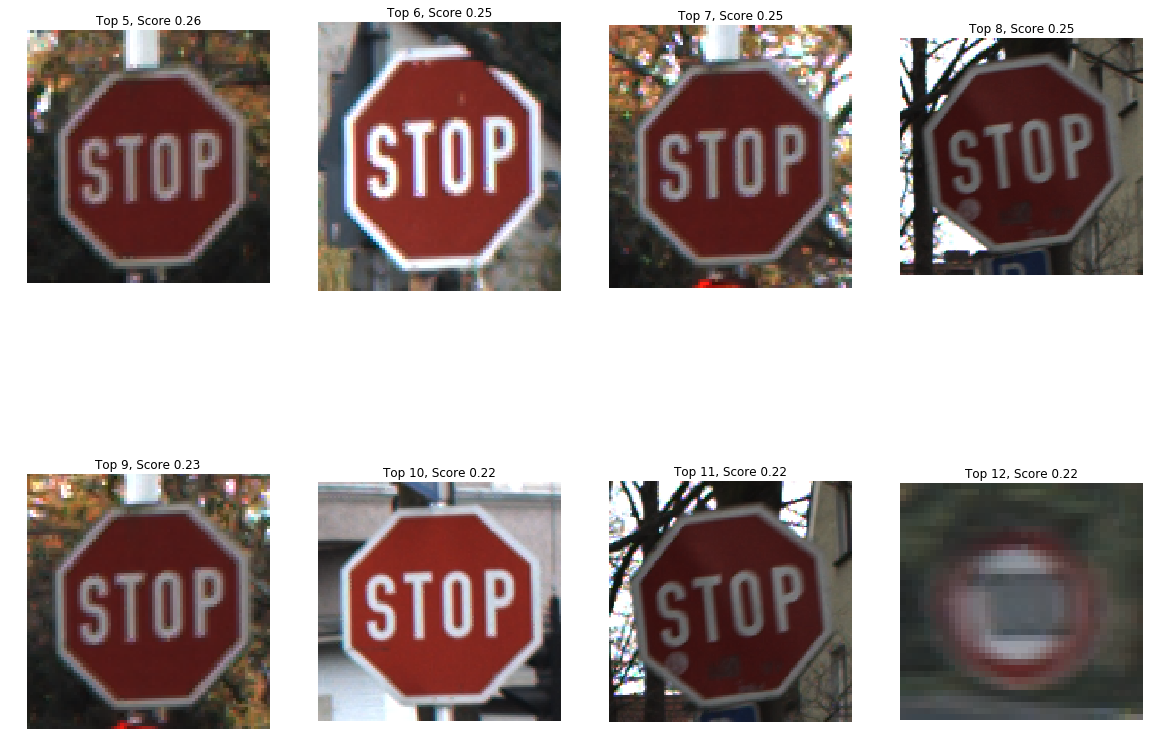 Top 5, Score 0.26
STOP
Top 6, Score 0.25
STOP
Top 7, Score 0.25
STOP
Top 8, Score 0.25
STOP
P
Top 9, Score 0.23
STOP
Top 10, Score 0.22
STOP
Top 11, Score 0.22
STOP
Top 12, Score 0.22